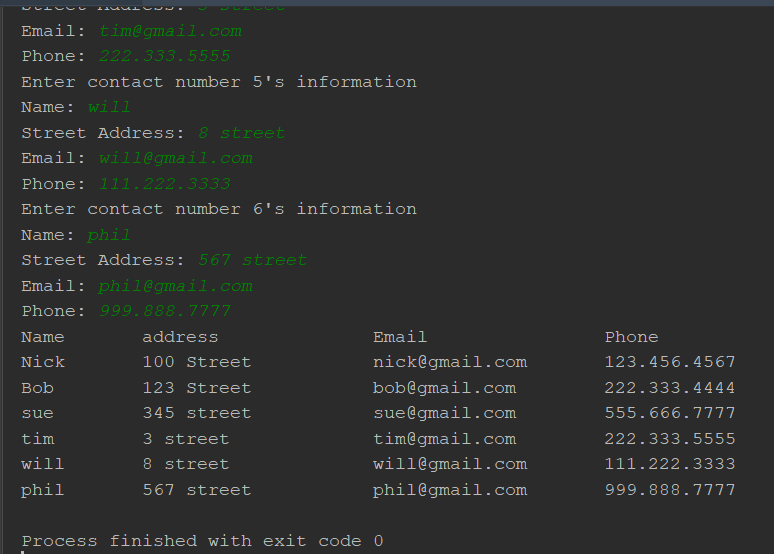 Street Address: 3 street
Email: tim@gmail.com
Phone: 222.333.5555
Enter contact number 5's information
Name: will
Street Address: 8 street
Email: will@gmail.com
Phone: 111.222.3333
Enter contact number 6's information
Name: phil
Street Address: 567 street
Email: phil@gmail.com
Phone: 999.888.7777
Name address Email Phone
Nick 100 Street nick@gmail.com 123.456.4567
Bob 123 Street bob@gmail.com 222.333.4444
sue 345 street sue@gmail.com 555.666.7777
tim 3 street tim@gmail.com 222.333.5555
will 8 street will@gmail.com 111.222.3333
phil 567 street phil@gmail.com 999.888.7777
Process finished with exit code 0